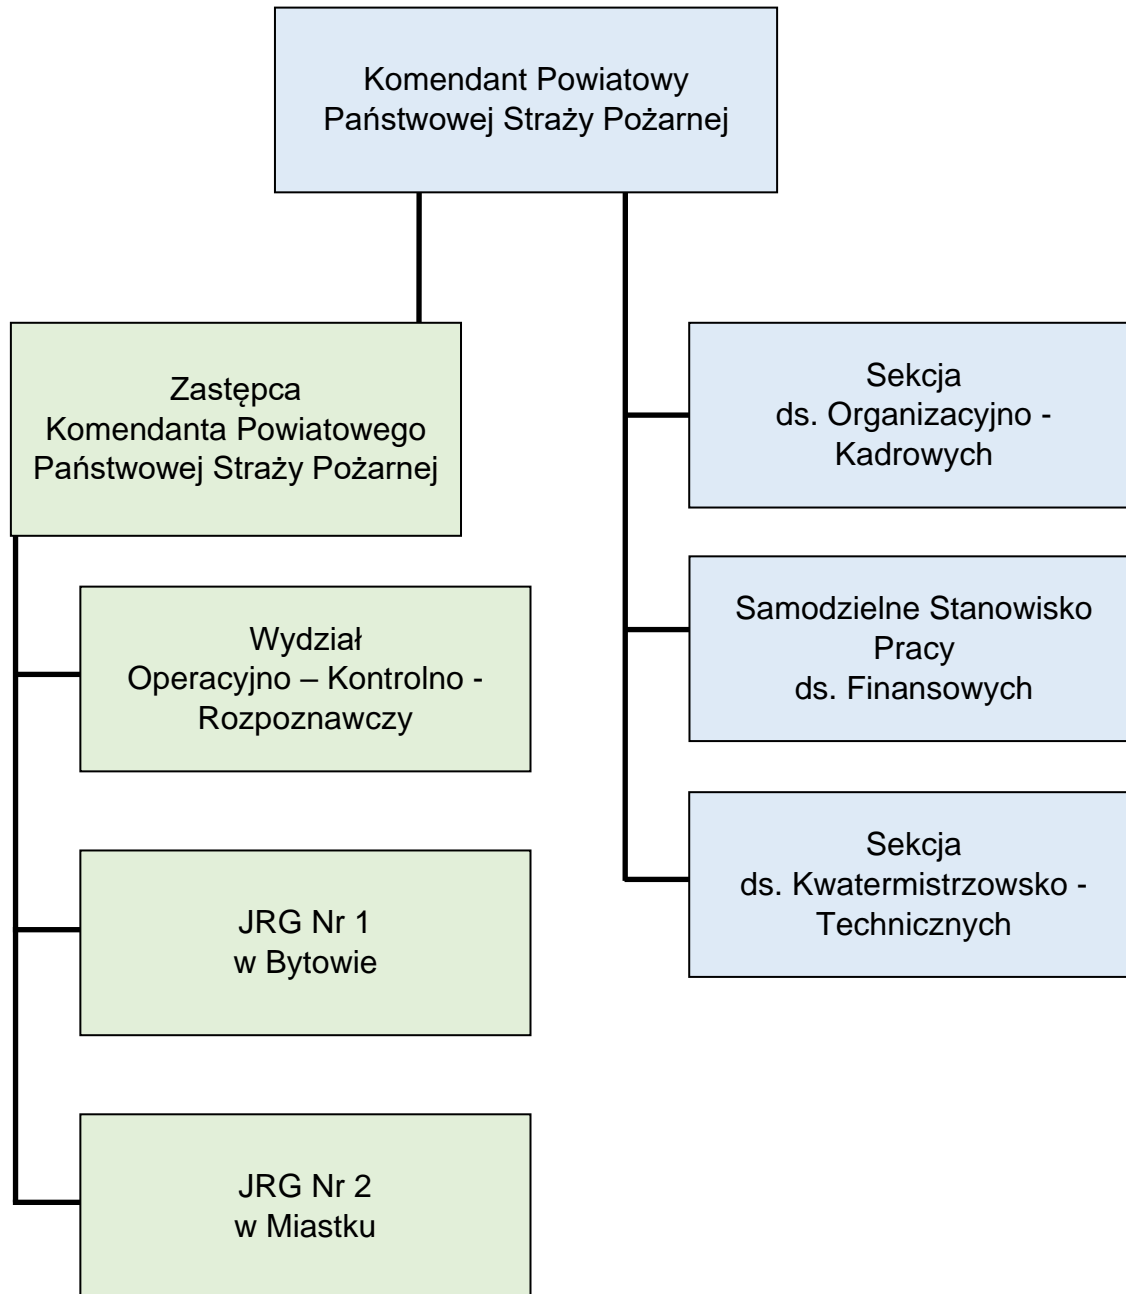 Komendant Powiatowy
Państwowej Straży Pożarnej
Zastępca
Komendanta Powiatowego
Państwowej Straży Pożarnej
Wydział
Operacyjno – Kontrolno -
Rozpoznawczy
JRG Nr 1
w Bytowie
JRG Nr 2
w Miastku
Sekcja
ds. Organizacyjno -
Kadrowych
Samodzielne Stanowisko
Pracy
ds. Finansowych
Sekcja
ds. Kwatermistrzowsko -
Technicznych